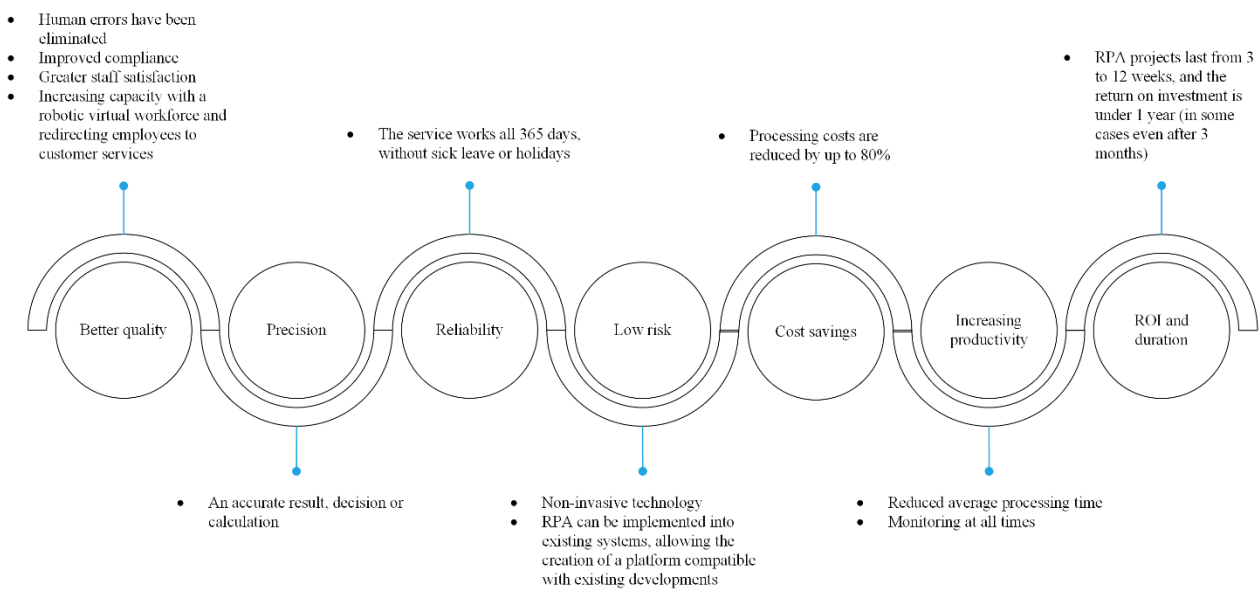 • Human errors have been
eliminated
• Improved compliance
• Greater staff satisfaction
• Increasing capacity with a
robotic virtual workforce and
redirecting employees to
customer services
• The service works all 365 days,
without sick leave or holidays
• Processing costs are
reduced by up to 80%
• RPA projects last from 3
to 12 weeks, and the
return on investment is
under 1 year (in some
cases even after 3
months)
Better quality
Precision
Reliability
Low risk
Cost savings
Increasing
productivity
ROI and
duration
• An accurate result, decision or
calculation
• Non-invasive technology
• RPA can be implemented into
existing systems, allowing the
creation of a platform compatible
with existing developments
• Reduced average processing time
• Monitoring at all times